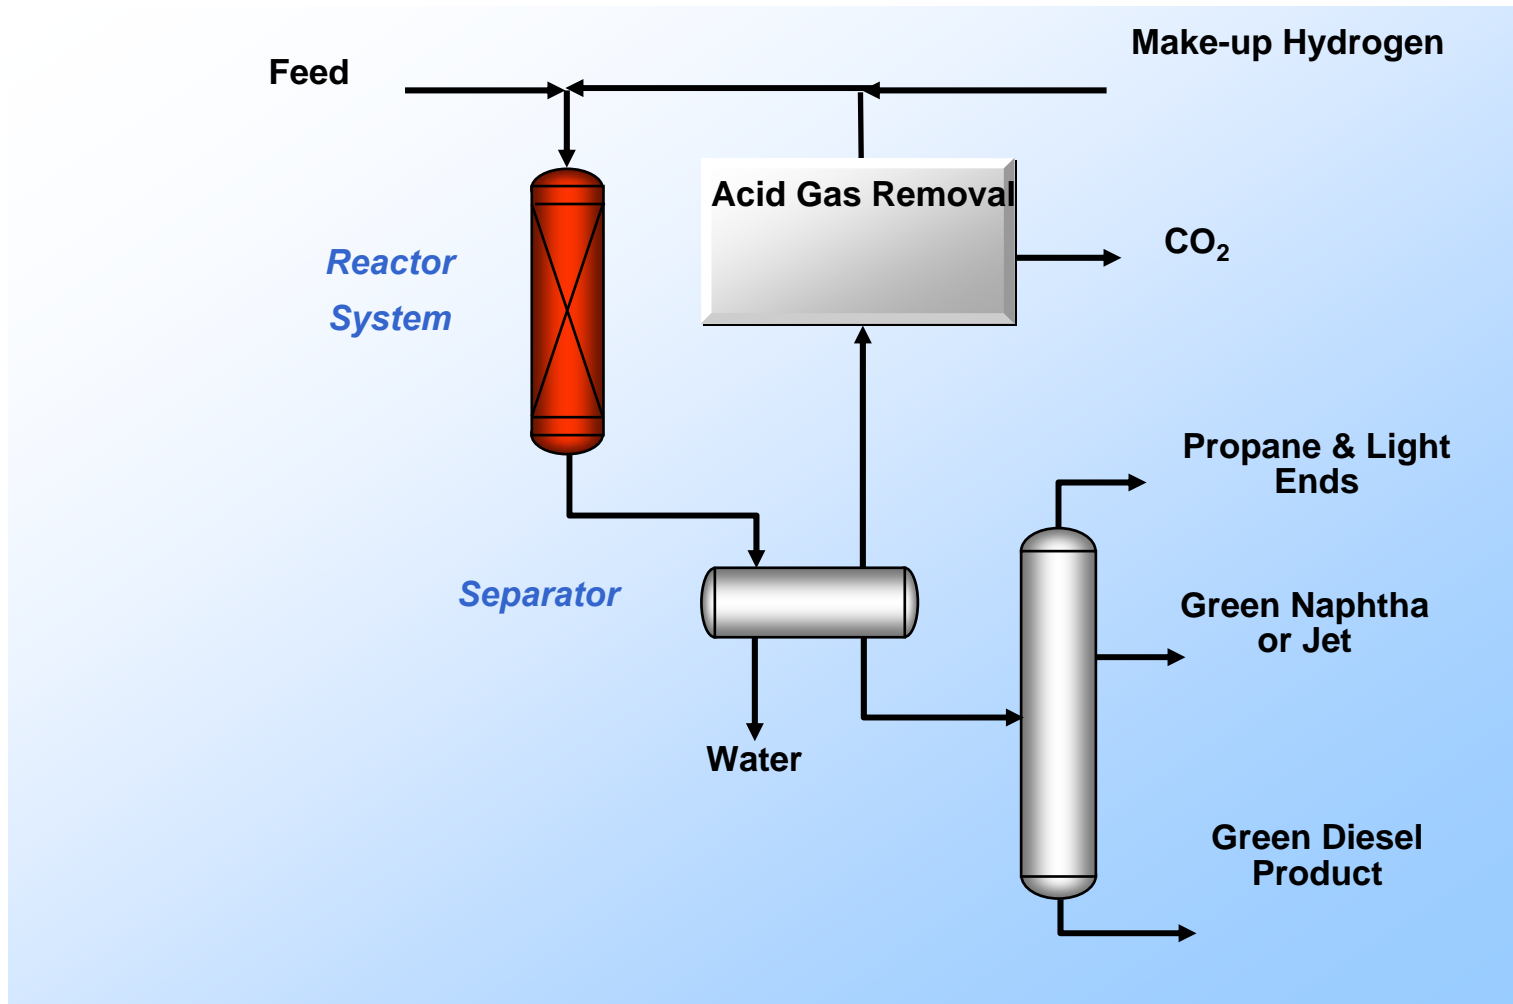 Make-up Hydrogen
Feed
Acid Gas Removal
CO₂
Reactor
System
Propane & Light
Ends
Separator
Green Naphtha
or Jet
Water
Green Diesel
Product